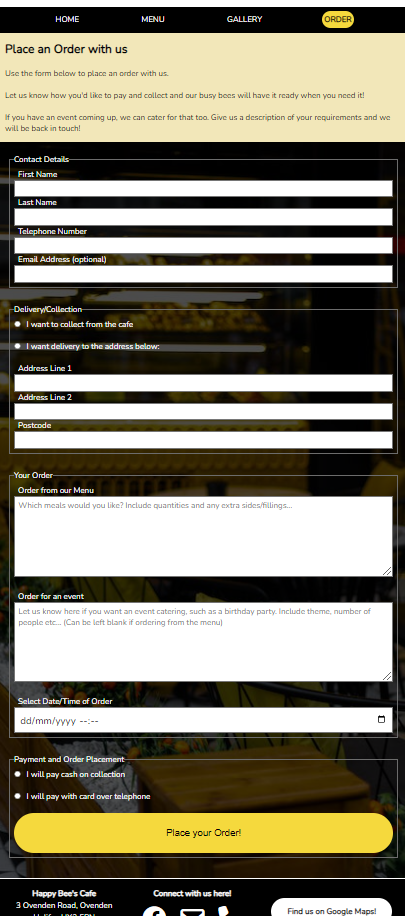 HOME MENU GALLERY ORDER
Place an Order with us
Use the form below to place an order with us.
Let us know how you'd like to pay and collect and our busy bees will have it ready when you need it!
If you have an event coming up, we can cater for that too. Give us a description of your requirements and we
will be back in touch!
Contact Details
First Name
Last Name
Telephone Number
Email Address (optional)
Delivery/Collection
I want to collect from the cafe
I want delivery to the address below:
Address Line 1
Address Line 2
Postcode
Your Order
Order from our Menu
Which meals would you like? Include quantities and any extra sides/fillings...
Order for an event
Let us know here if you want an event catering, such as a birthday party. Include theme, number of
people etc... (Can be left blank if ordering from the menu)
Select Date/Time of Order
dd/mm/yyyy --:--
Payment and Order Placement
I will pay cash on collection
I will pay with card over telephone
Place your Order!
Happy Bee's Cafe
3 Ovenden Road, Ovenden
Connect with us here!
Find us on Google Maps!